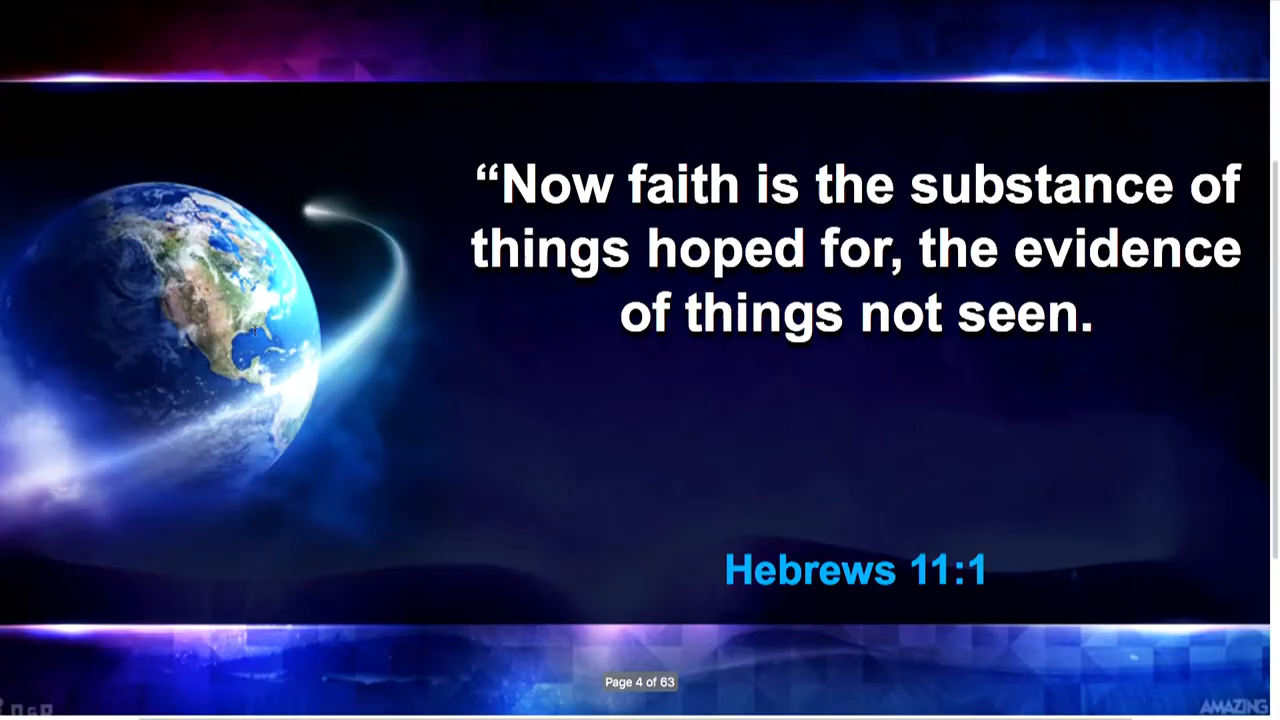 “Now faith is the substance of
things hoped for, the evidence
of things not seen.
Hebrews 11:1
Page 4 of 63
AMAZING